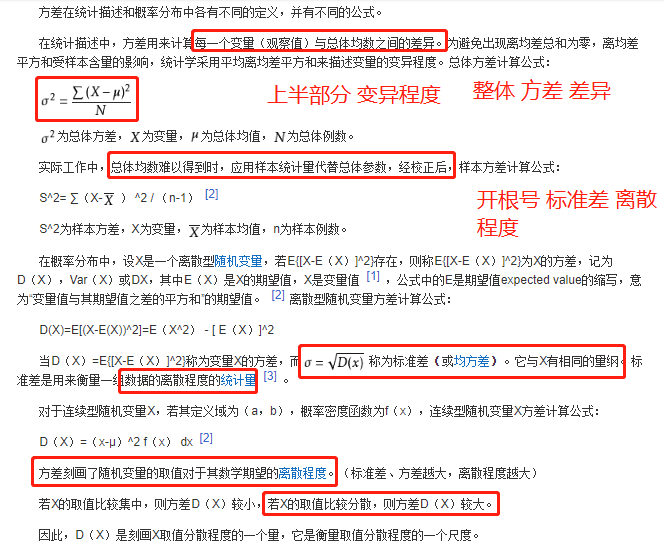 方差在统计描述和概率分布中各有不同的定义，并有不同的公式。
在统计描述中，方差用来计算每一个变量（观察值）与总体均数之间的差异。为避免出现离均差总和为零，离均差
平方和受样本含量的影响，统计学采用平均离均差平方和来描述变量的变异程度。总体方差计算公式：
σ² = ∑(X − μ)² / N
上半部分 变异程度
整体 方差 差异
σ²为总体方差，X为变量，μ为总体均值，N为总体例数。
实际工作中，总体均数难以得到时，应用样本统计量代替总体参数，经校正后，样本方差计算公式：
S^2= ∑（X-X̅ ）^2 /（n-1） [2]
开根号 标准差 离散
程度
S^2为样本方差，X为变量，X̅为样本均值，n为样本例数。
在概率分布中，设X是一个离散型随机变量，若E{[X-E（X）]^2}存在，则称E{[X-E（X）]^2}为X的方差，记为
D（X），Var（X）或DX，其中E（X）是X的期望值，X是变量值 [1] ，公式中的E是期望值expected value的缩写，意
为“变量值与其期望值之差的平方和”的期望值。 [2] 离散型随机变量方差计算公式：
D(X)=E[(X-E(X))^2]=E（X^2） - [ E（X）]^2
当D（X）=E{[X-E（X）]^2}称为变量X的方差，而 σ = √D(x) 称为标准差（或均方差）。它与X有相同的量纲。标
准差是用来衡量一组数据的离散程度的统计量 [3] 。
对于连续型随机变量X，若其定义域为（a，b），概率密度函数为f（x），连续型随机变量X方差计算公式：
D（X）=（x-μ）^2 f（x） dx [2]
方差刻画了随机变量的取值对于其数学期望的离散程度。（标准差、方差越大，离散程度越大）
若X的取值比较集中，则方差D（X）较小，若X的取值比较分散，则方差D（X）较大。
因此，D（X）是刻画X取值分散程度的一个量，它是衡量取值分散程度的一个尺度。